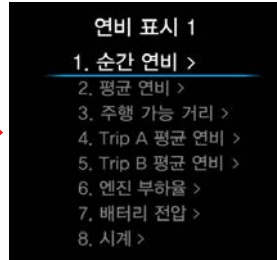 연비 표시 1
1. 순간 연비 >
2. 평균 연비 >
3. 주행 가능 거리 >
4. Trip A 평균 연비 >
5. Trip B 평균 연비 >
6. 엔진 부하율 >
7. 배터리 전압 >
8. 시계 >